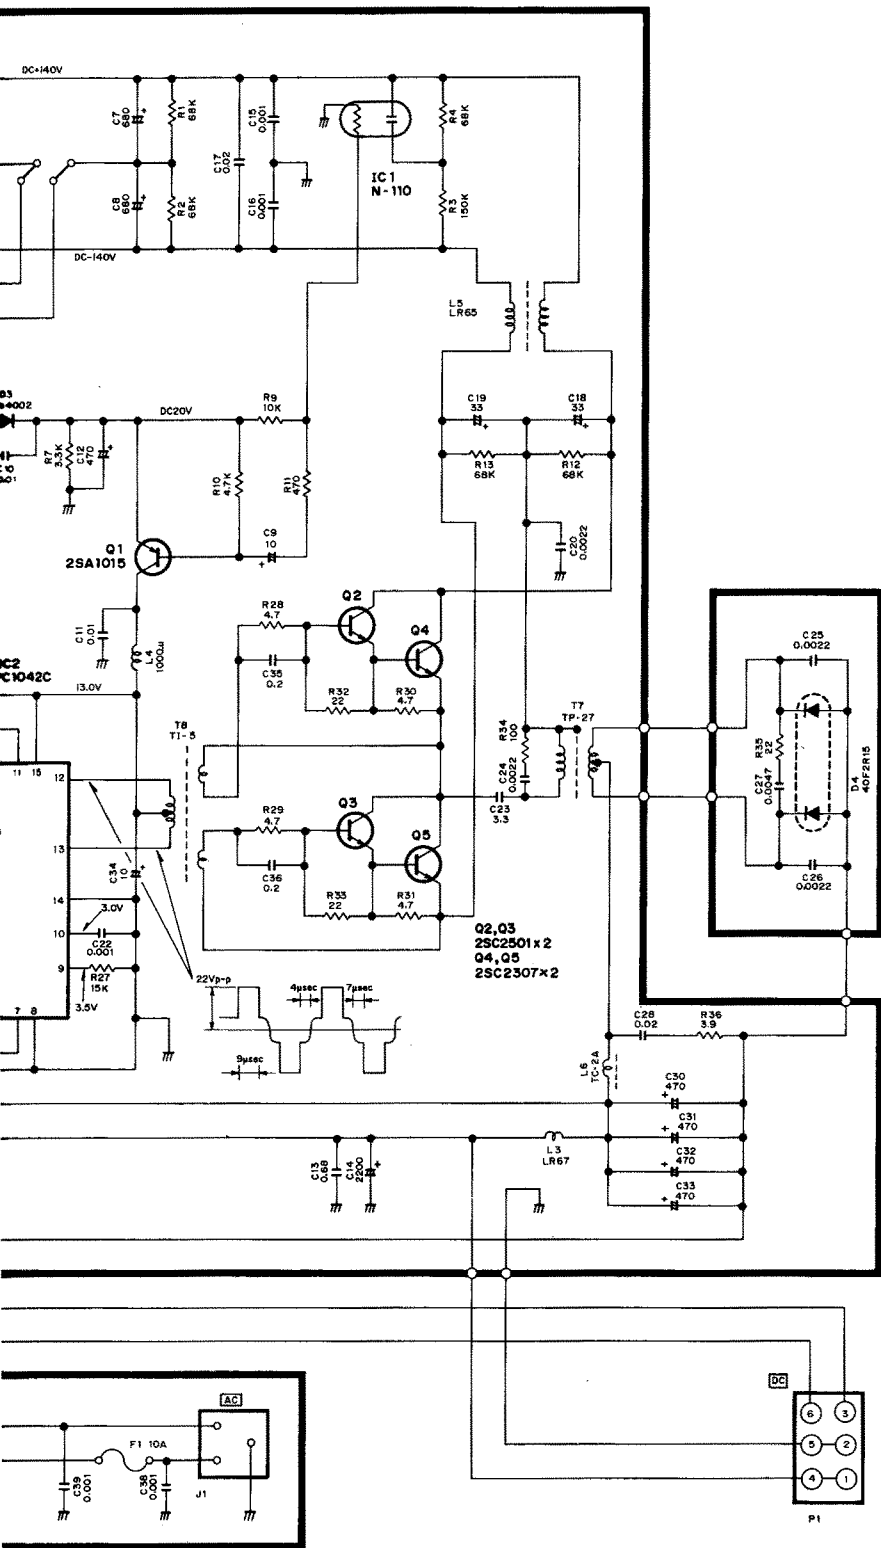 DC+140V
C7
680
+
R1
68K
C17
0.02
C15
0.001
R4
68K
IC1
N-110
C8
680
+
R2
68K
C16
0.001
R3
150K
DC-140V
L5
LR65
D3
4002
DC20V
R9
10K
C19
33
+
C18
33
+
R7
3.3K
C12
470
+
R10
4.7K
R11
470
R13
68K
R12
68K
0.01
Q1
2SA1015
C9
10
+
C20
0.0022
C11
0.01
L4
1000μ
R28
4.7
Q2
Q4
C35
0.2
R32
22
R30
4.7
C25
0.0022
IC2
PC1042C
13.0V
T8
TI-5
R34
100
T7
TP-27
R35
22
C27
0.0047
D4
40F2R15
11
15
12
C24
0.0022
C23
3.3
R29
4.7
Q3
Q5
C36
0.2
13
C34
10
+
R33
22
R31
4.7
C26
0.0022
14
3.0V
10
C22
0.001
9
R27
15K
3.5V
Q2,Q3
2SC2501×2
Q4,Q5
2SC2307×2
22Vp-p
4μsec
7μsec
9μsec
7
8
C28
0.02
R36
3.9
L6
TC-2A
C30
470
+
C31
470
+
C32
470
+
C33
470
+
C13
0.68
C14
2200
+
L3
LR67
DC
6
3
5
2
4
1
P1
AC
F1 10A
C39
0.001
C38
0.001
J1